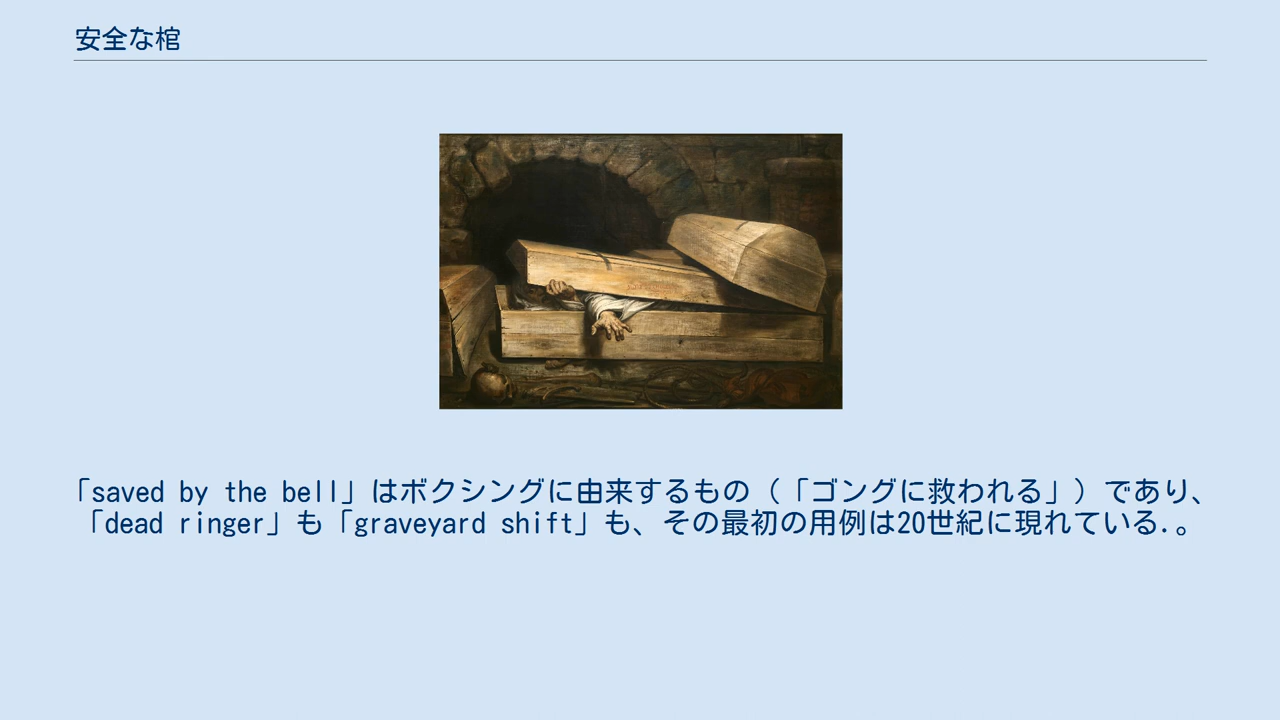 安全な棺
「saved by the bell」はボクシングに由来するもの（「ゴングに救われる」）であり、
「dead ringer」も「graveyard shift」も、その最初の用例は20世紀に現れている.。